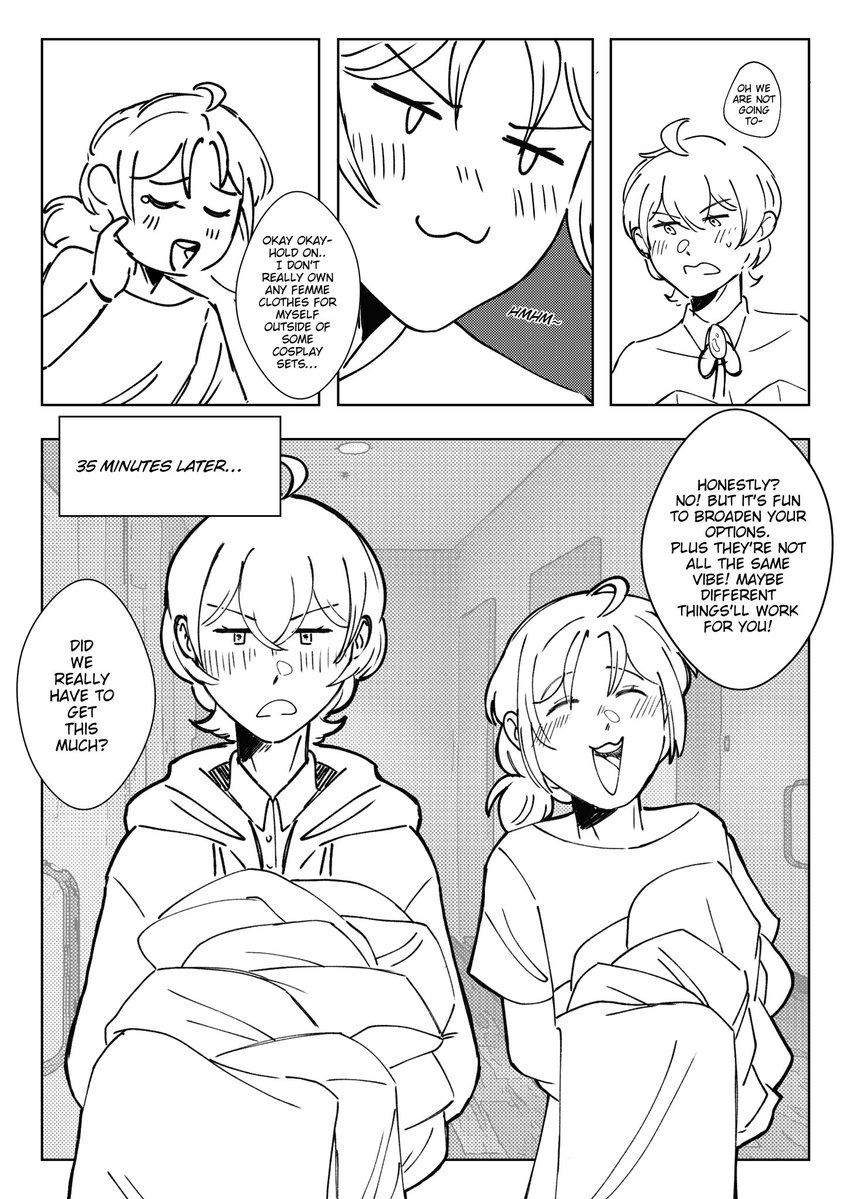 OKAY OKAY-
HOLD ON..
I DON'T
REALLY OWN
ANY FEMME
CLOTHES FOR
MYSELF
OUTSIDE OF
SOME
COSPLAY
SETS...
HMHM~
OH WE
ARE NOT
GOING
TO-
35 MINUTES LATER...
DID
WE
REALLY
HAVE TO
GET
THIS
MUCH?
HONESTLY?
NO! BUT IT'S FUN
TO BROADEN YOUR
OPTIONS.
PLUS THEY'RE NOT
ALL THE SAME
VIBE! MAYBE
DIFFERENT
THINGS'LL WORK
FOR YOU!